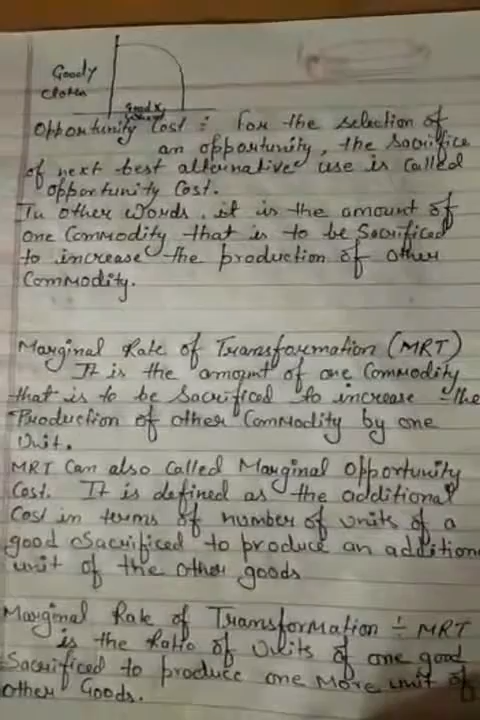 Good y
clothes
good x
Opportunity Cost : For the selection of
an opportunity, the sacrifice
of next best alternative use is called
opportunity cost.
In other words, it is the amount of
one Commodity that is to be Sacrificed
to increase the production of other
Commodity.
Marginal Rate of Transformation (MRT)
It is the amount of one Commodity
that is to be Sacrificed to increase the
Production of other Commodity by one
Unit.
MRT Can also called Marginal Opportunity
Cost. It is defined as the additional
Cost in terms of number of units of a
good Sacrificed to produce an addition
unit of the other goods
Marginal Rate of Transformation ÷ MRT
is the Ratio of Units of one good
Sacrificed to produce one More unit of
other Goods.